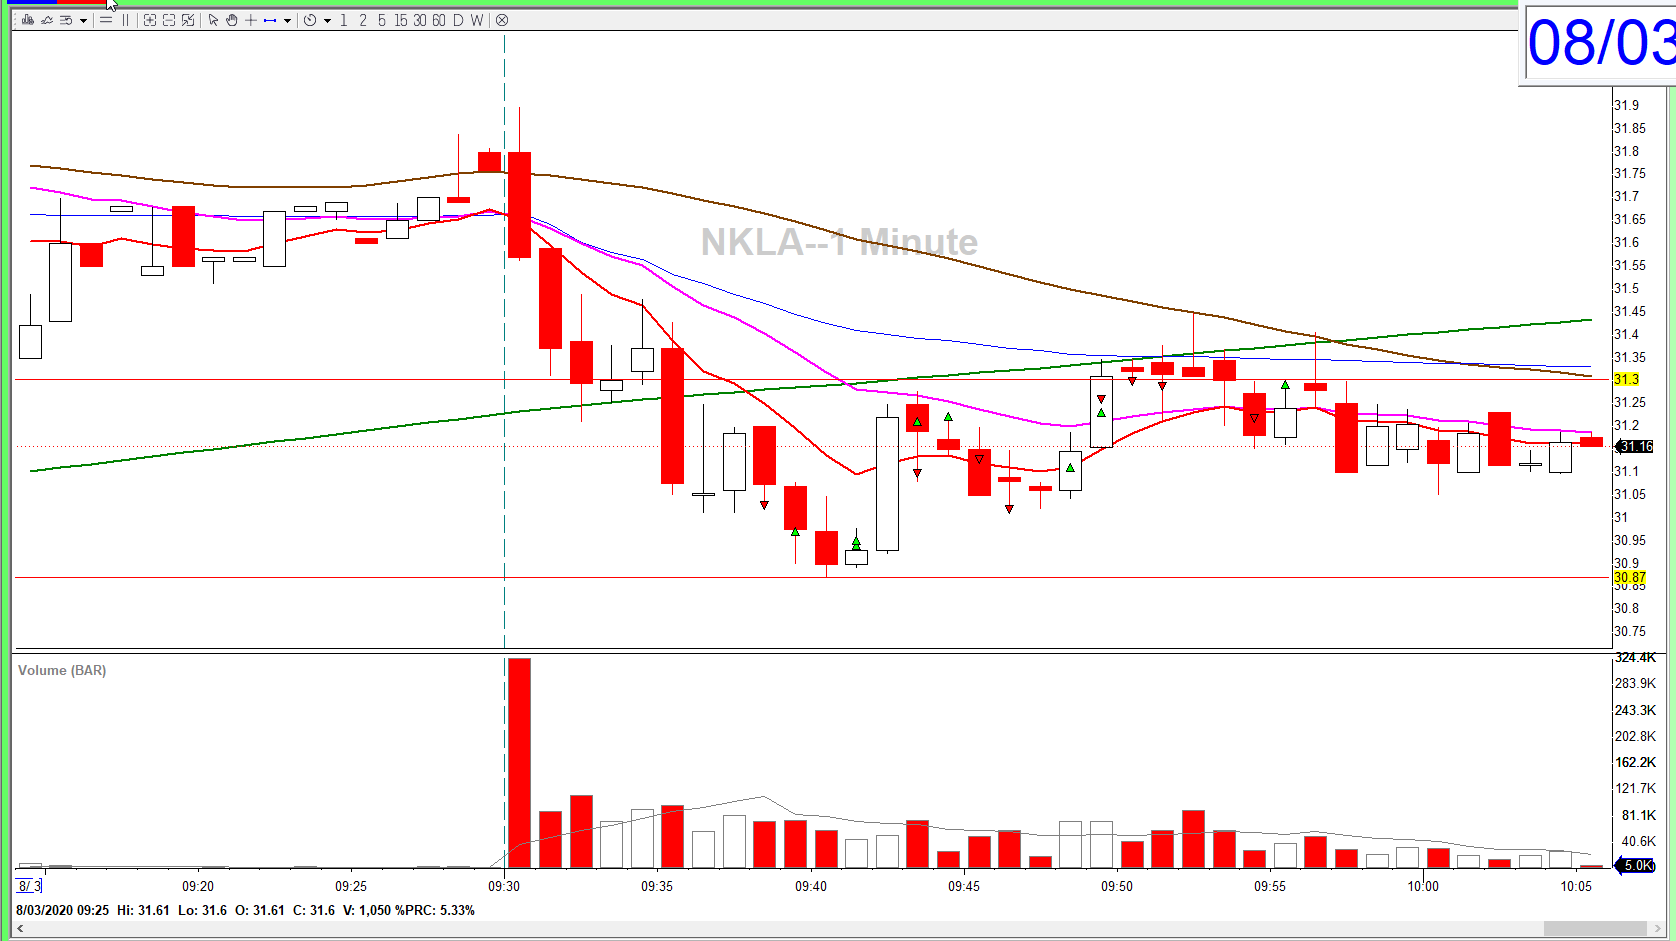 1 2 5 15 30 60 D W
08/03
NKLA--1 Minute
31.9
31.85
31.8
31.75
31.7
31.65
31.6
31.55
31.5
31.45
31.4
31.35
31.3
31.25
31.2
31.16
31.1
31.05
31
30.95
30.9
30.87
30.85
30.8
30.75
Volume (BAR)
324.4K
283.9K
243.3K
202.8K
162.2K
121.7K
81.1K
40.6K
5.0K
8/ 3 09:20 09:25 09:30 09:35 09:40 09:45 09:50 09:55 10:00 10:05
8/03/2020 09:25 Hi: 31.61 Lo: 31.6 O: 31.61 C: 31.6 V: 1,050 %PRC: 5.33%